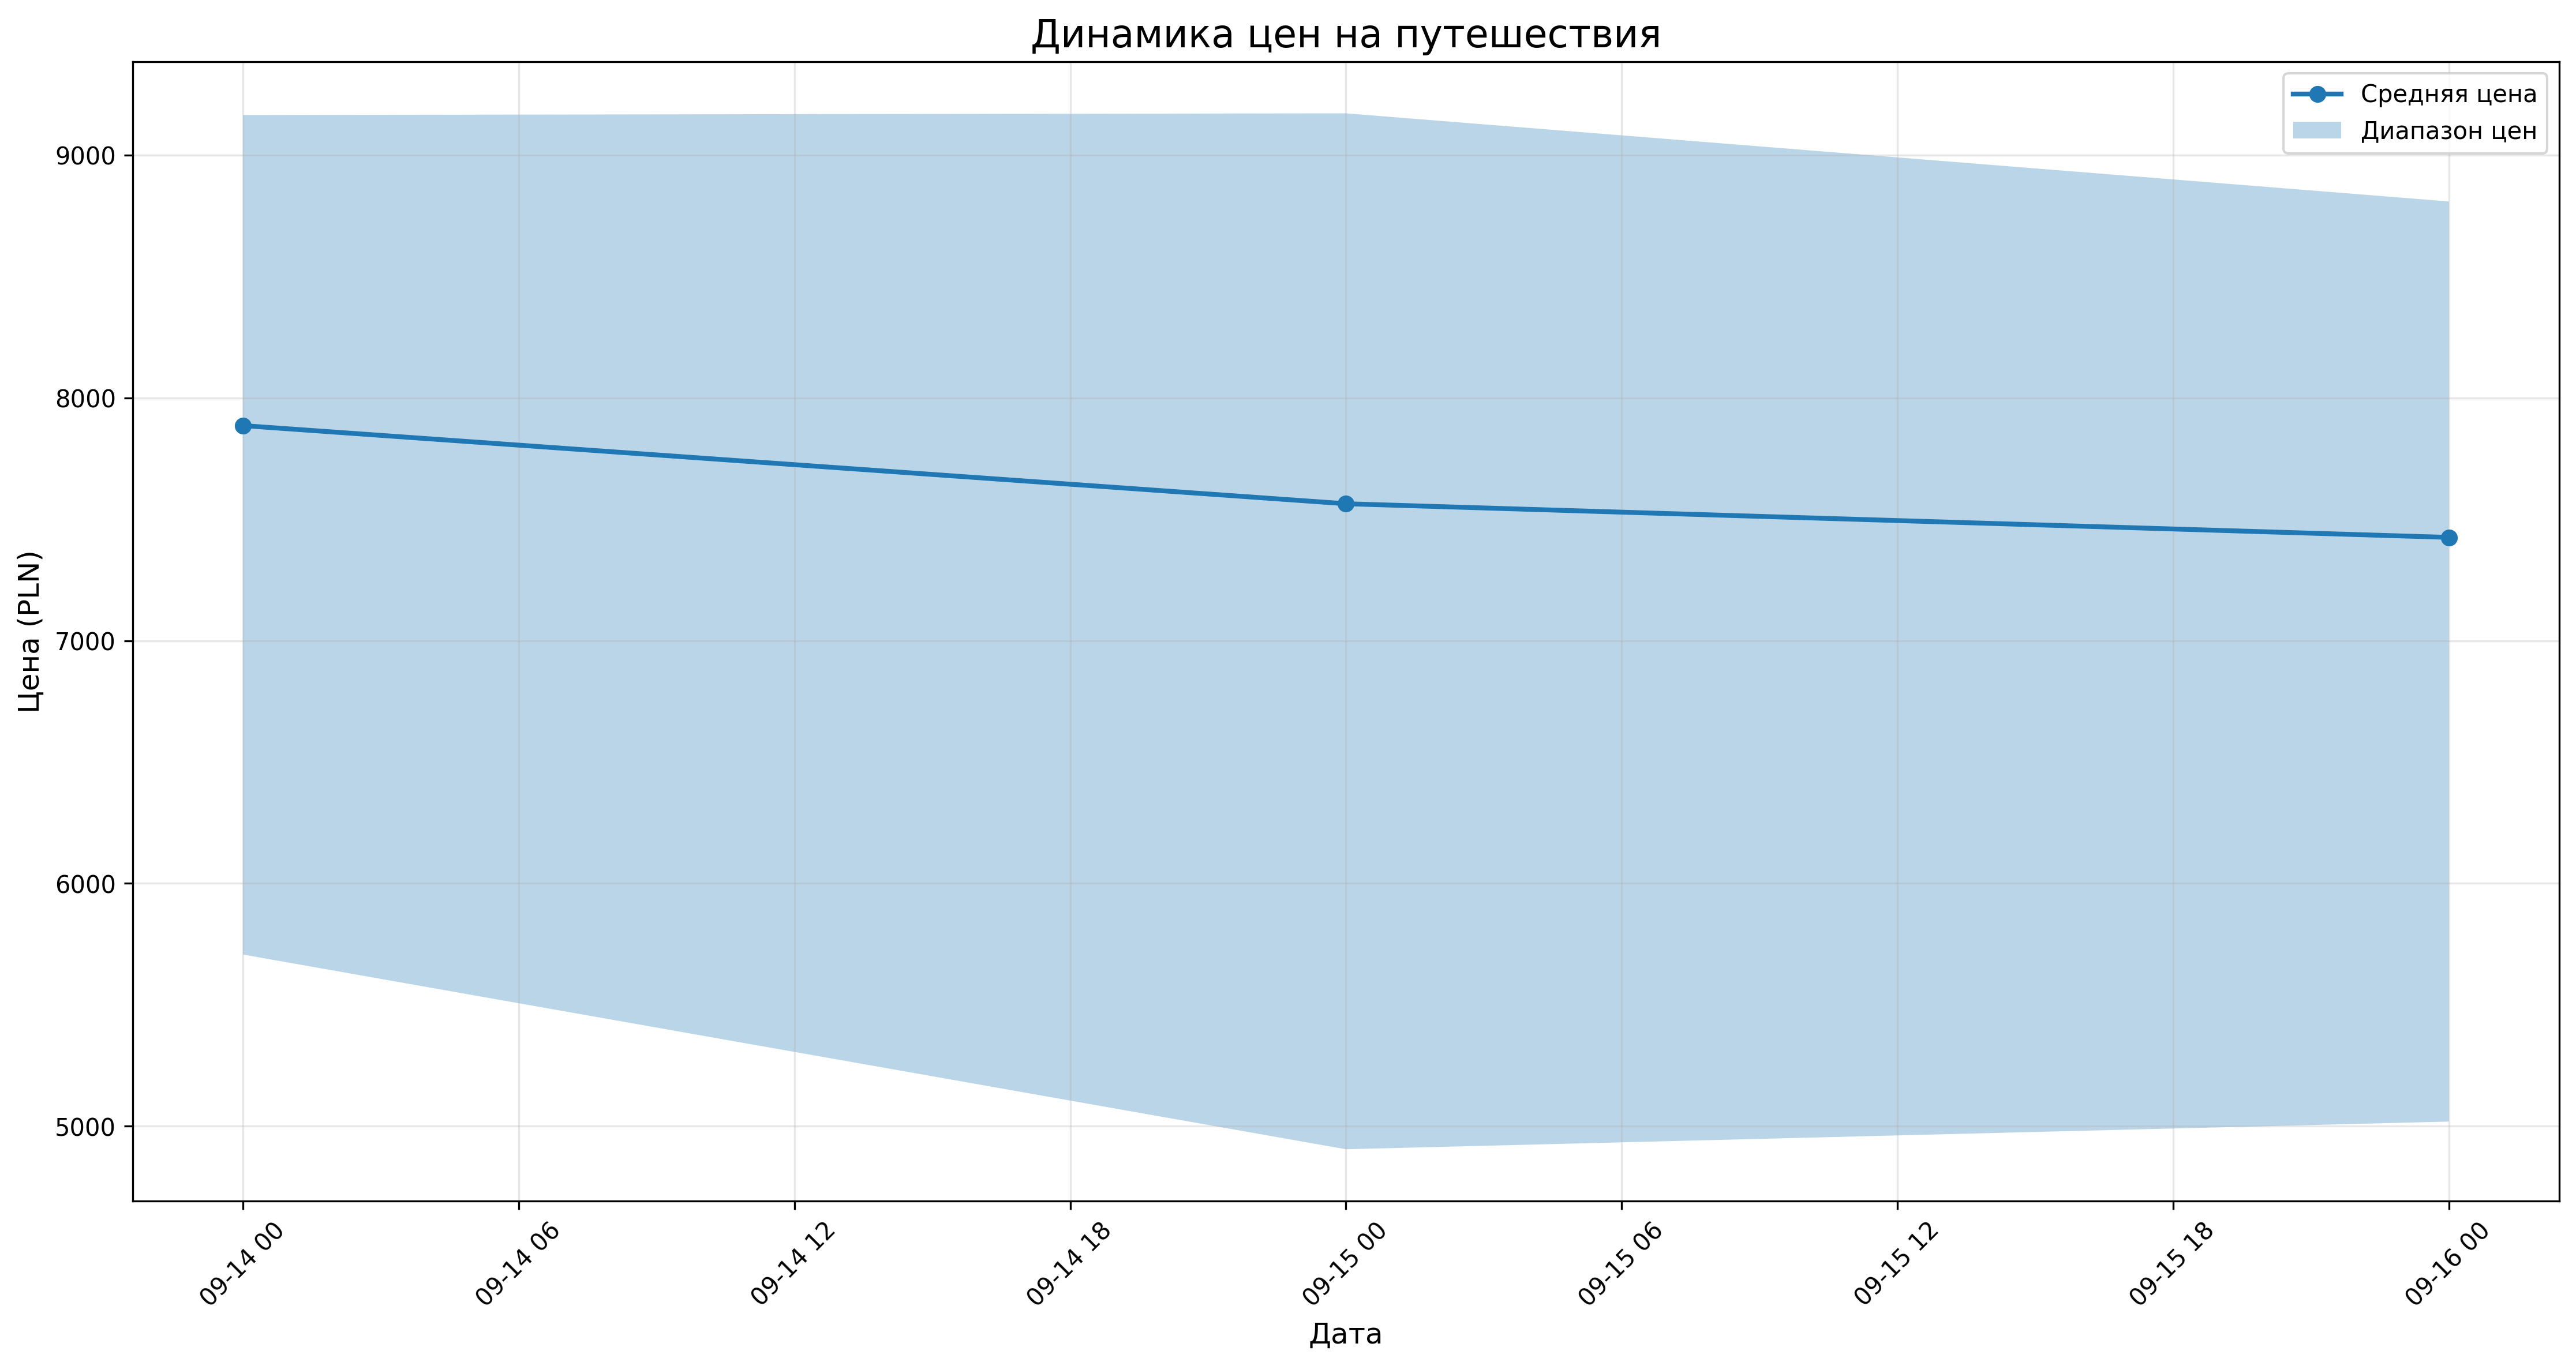 Динамика цен на путешествия
Средняя цена
Диапазон цен
Цена (PLN)
9000
8000
7000
6000
5000
09-14 00
09-14 06
09-14 12
09-14 18
09-15 00
09-15 06
09-15 12
09-15 18
09-16 00
Дата